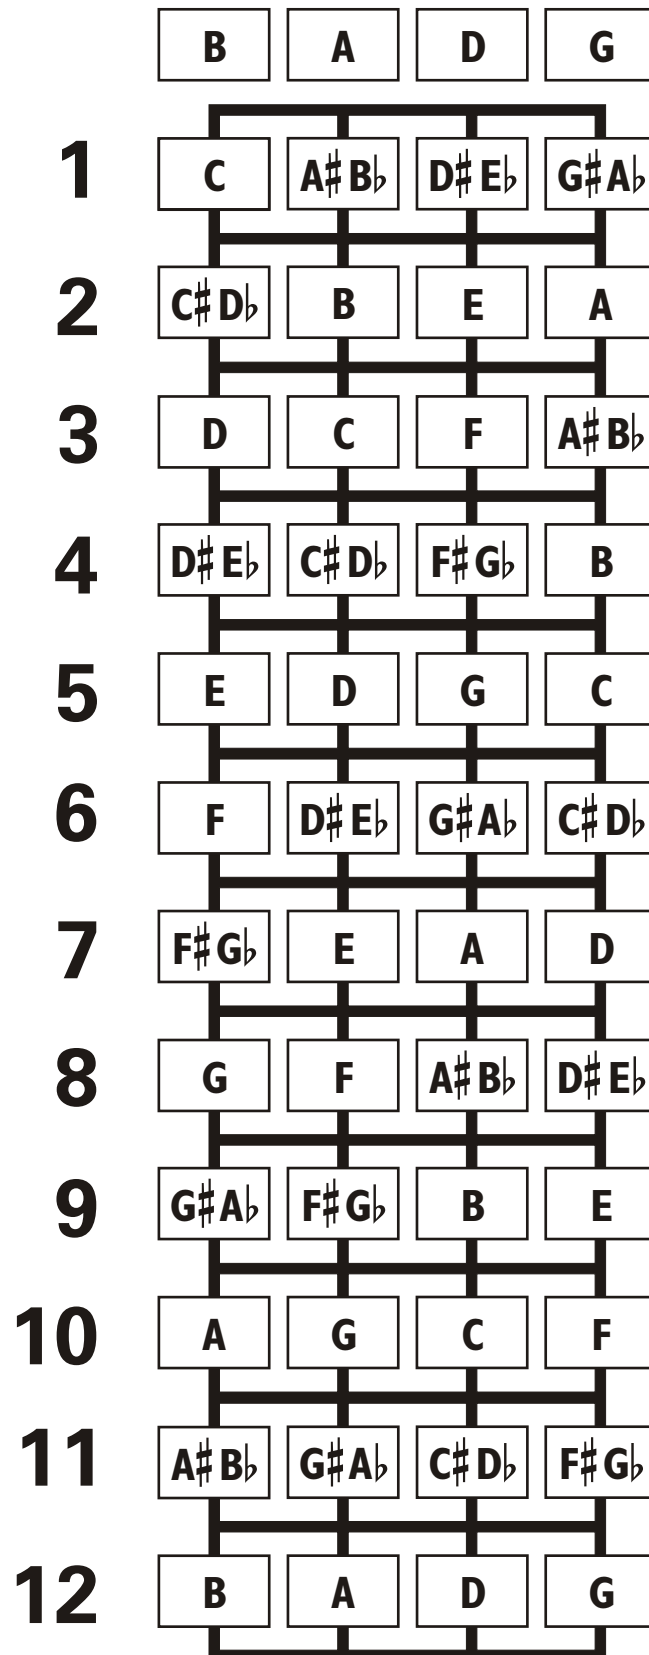 B A D G
1 C A♯B♭ D♯E♭ G♯A♭
2 C♯D♭ B E A
3 D C F A♯B♭
4 D♯E♭ C♯D♭ F♯G♭ B
5 E D G C
6 F D♯E♭ G♯A♭ C♯D♭
7 F♯G♭ E A D
8 G F A♯B♭ D♯E♭
9 G♯A♭ F♯G♭ B E
10 A G C F
11 A♯B♭ G♯A♭ C♯D♭ F♯G♭
12 B A D G